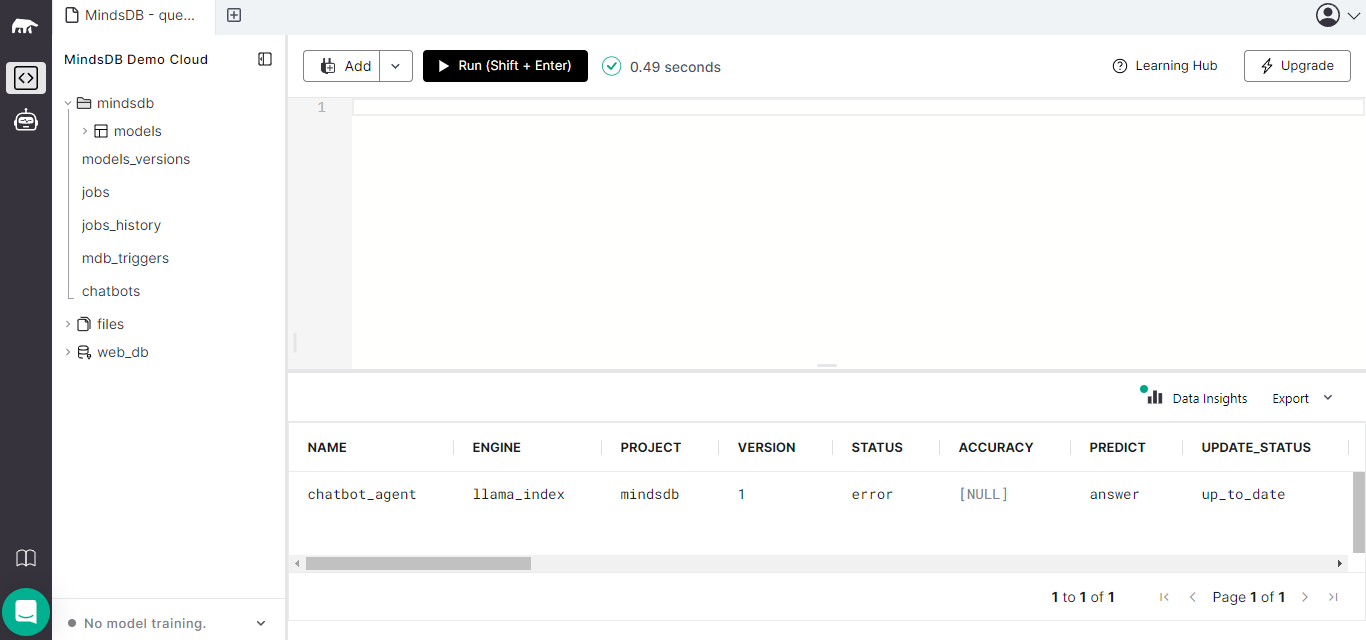 MindsDB - que...
MindsDB Demo Cloud
mindsdb
models
models_versions
jobs
jobs_history
mdb_triggers
chatbots
files
web_db
No model training.
Add
Run (Shift + Enter)
0.49 seconds
Learning Hub
Upgrade
1
Data Insights
Export
NAME ENGINE PROJECT VERSION STATUS ACCURACY PREDICT UPDATE_STATUS
chatbot_agent llama_index mindsdb 1 error [NULL] answer up_to_date
1 to 1 of 1 Page 1 of 1